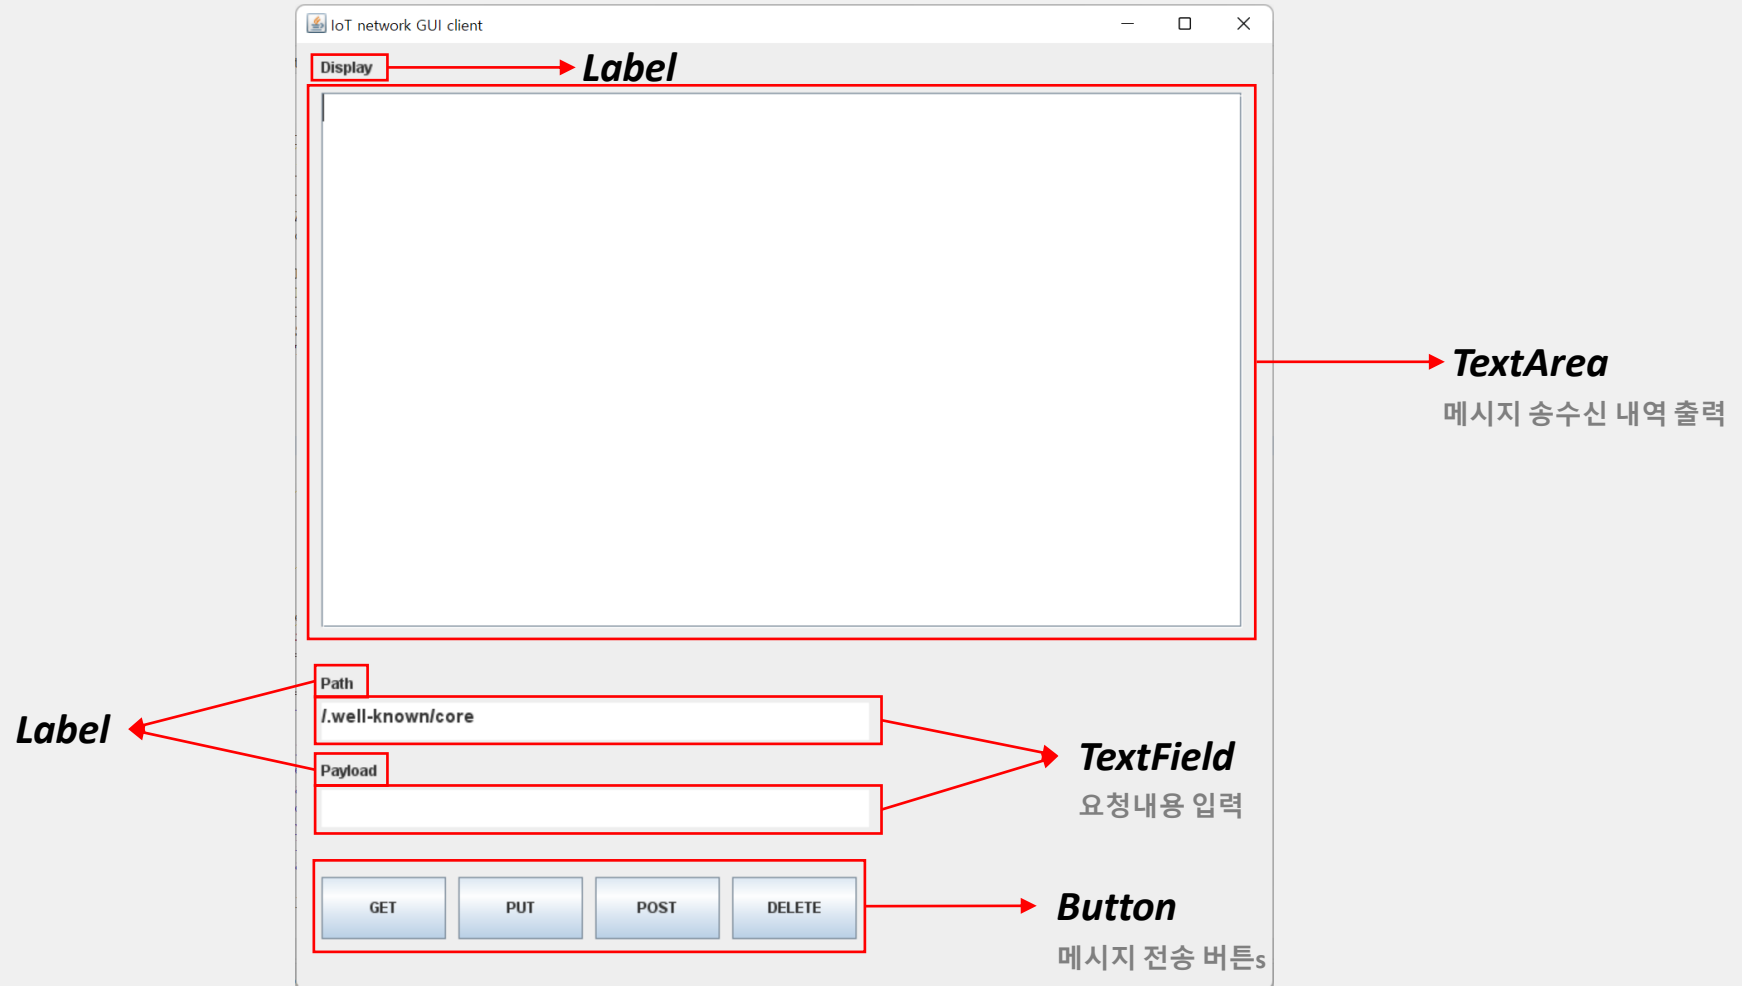 IoT network GUI client
Display
Label
TextArea
메시지 송수신 내역 출력
Path
/.well-known/core
Label
Payload
TextField
요청내용 입력
GET PUT POST DELETE
Button
메시지 전송 버튼s